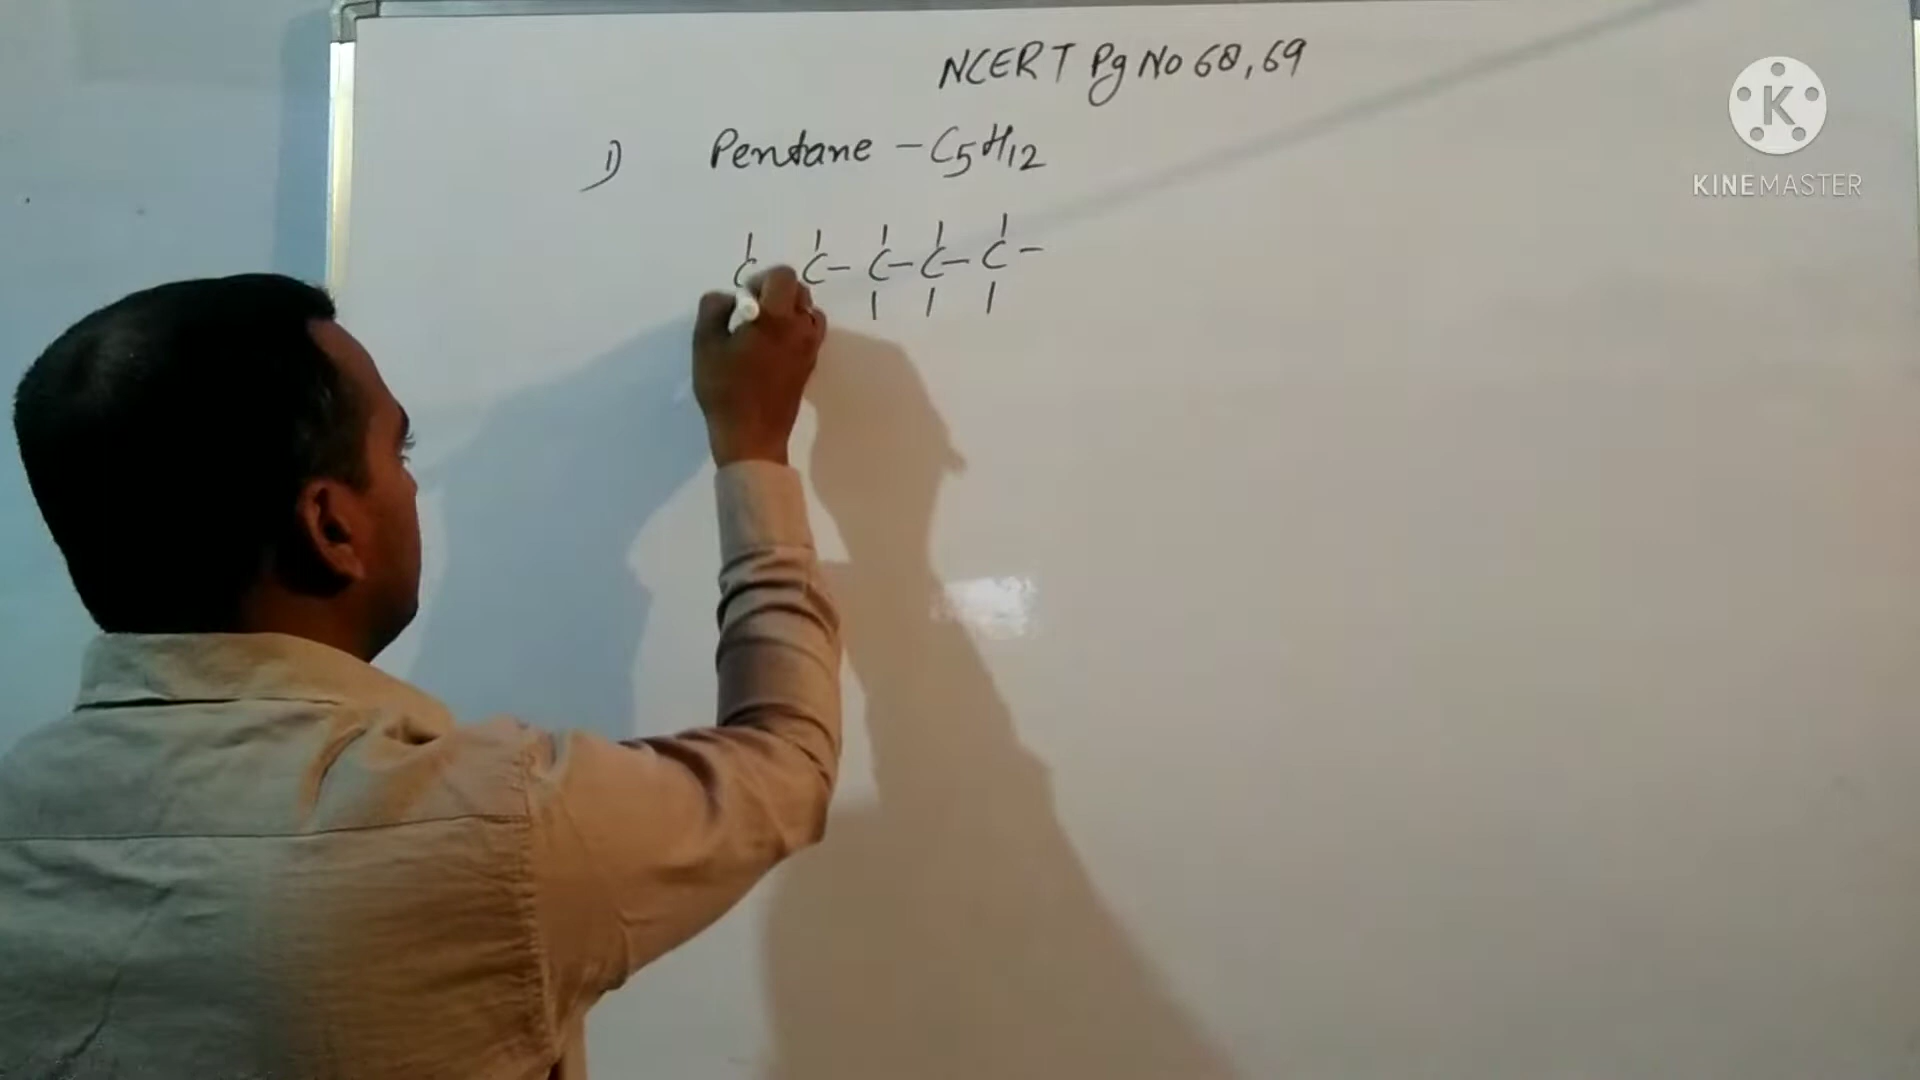 NCERT Pg No 68,69
K
KINEMASTER
1) Pentane - C5H12
C C - C - C - C -